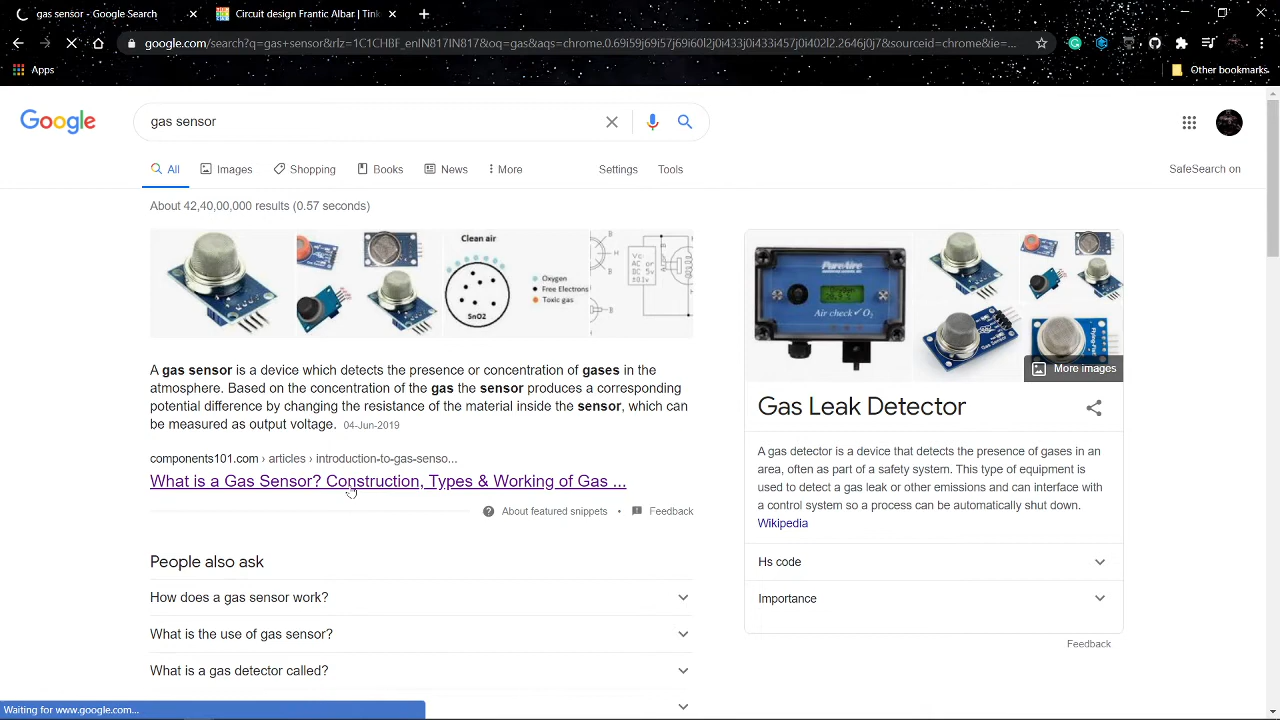 gas sensor - Google Search
Circuit design Frantic Albar | Tink
google.com/search?q=gas+sensor&rlz=1C1CHBF_enIN817IN817&oq=gas&aqs=chrome.0.69i59j69i57j69i60l2j0i433j0i433i457j0i402l2.2646j0j7&sourceid=chrome&ie=...
Apps
Other bookmarks
Google
gas sensor
All Images Shopping Books News More Settings Tools
SafeSearch on
About 42,40,00,000 results (0.57 seconds)
Clean air
Oxygen
Free Electrons
Toxic gas
SnO2
PureAire
Air check ✓ O₂
More images
A gas sensor is a device which detects the presence or concentration of gases in the
atmosphere. Based on the concentration of the gas the sensor produces a corresponding
potential difference by changing the resistance of the material inside the sensor, which can
be measured as output voltage. 04-Jun-2019
components101.com › articles › introduction-to-gas-senso...
What is a Gas Sensor? Construction, Types & Working of Gas ...
About featured snippets • Feedback
People also ask
How does a gas sensor work?
What is the use of gas sensor?
What is a gas detector called?
Gas Leak Detector
A gas detector is a device that detects the presence of gases in an
area, often as part of a safety system. This type of equipment is
used to detect a gas leak or other emissions and can interface with
a control system so a process can be automatically shut down.
Wikipedia
Hs code
Importance
Feedback
Waiting for www.google.com...